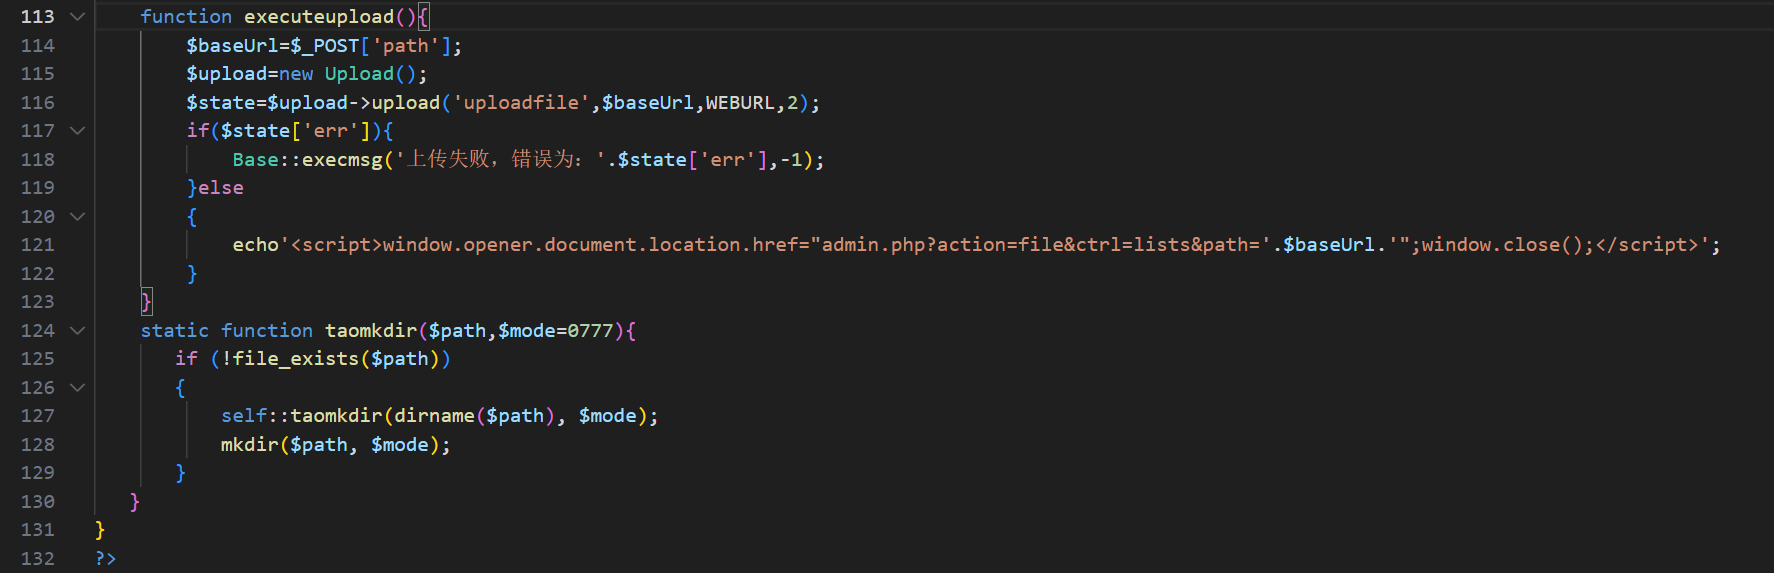 113 function executeupload(){
114 $baseUrl=$_POST['path'];
115 $upload=new Upload();
116 $state=$upload->upload('uploadfile',$baseUrl,WEBURL,2);
117 if($state['err']){
118 Base::execmsg('上传失败，错误为：'.$state['err'],-1);
119 }else
120 {
121 echo'<script>window.opener.document.location.href="admin.php?action=file&ctrl=lists&path='.$baseUrl.'";window.close();</script>';
122 }
123 }
124 static function taomkdir($path,$mode=0777){
125 if (!file_exists($path))
126 {
127 self::taomkdir(dirname($path), $mode);
128 mkdir($path, $mode);
129 }
130 }
131 }
132 ?>